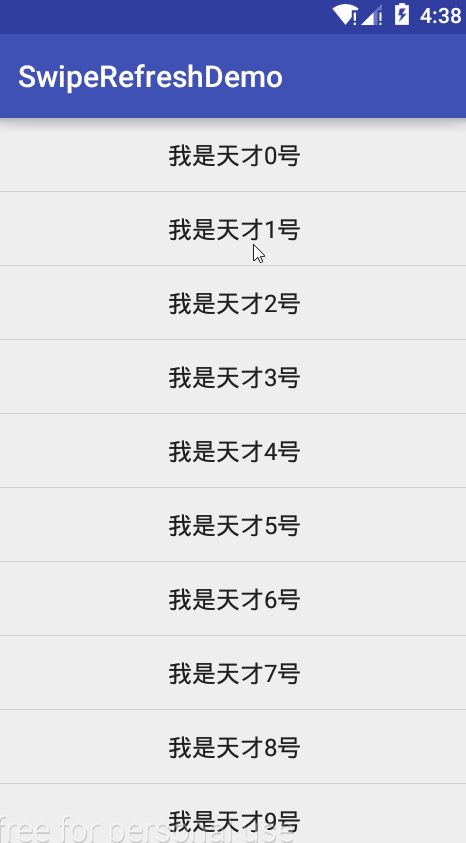 4:38
SwipeRefreshDemo
我是天才0号
我是天才1号
我是天才2号
我是天才3号
我是天才4号
我是天才5号
我是天才6号
我是天才7号
我是天才8号
我是天才9号
free for personal use